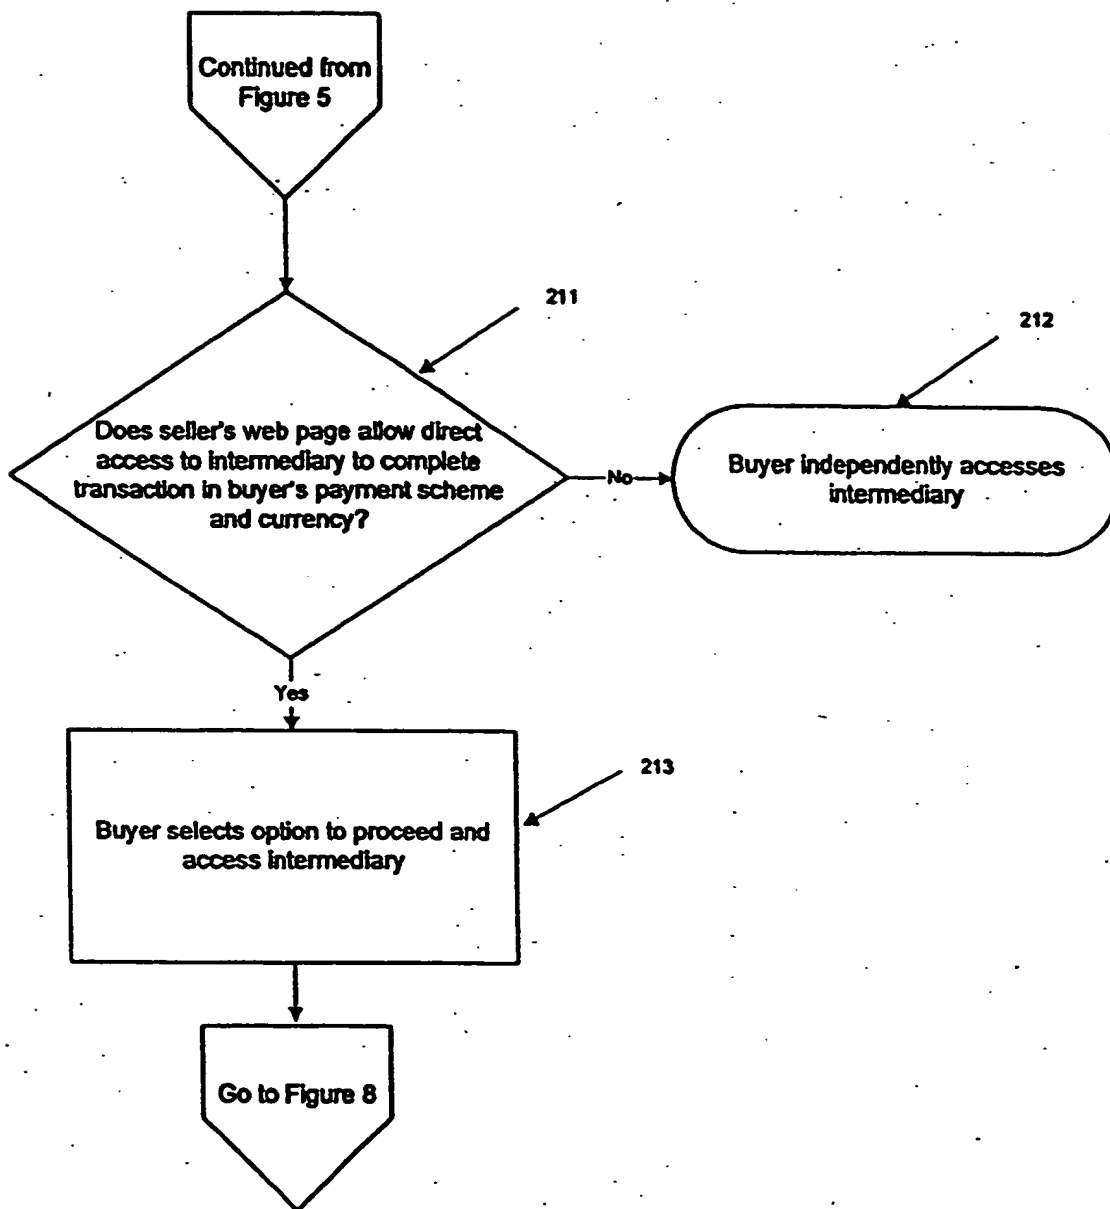 Continued from
Figure 5
211
212
Does seller's web page allow direct
access to intermediary to complete
transaction in buyer's payment scheme
and currency?
No
Buyer independently accesses
intermediary
Yes
213
Buyer selects option to proceed and
access intermediary
Go to Figure 8